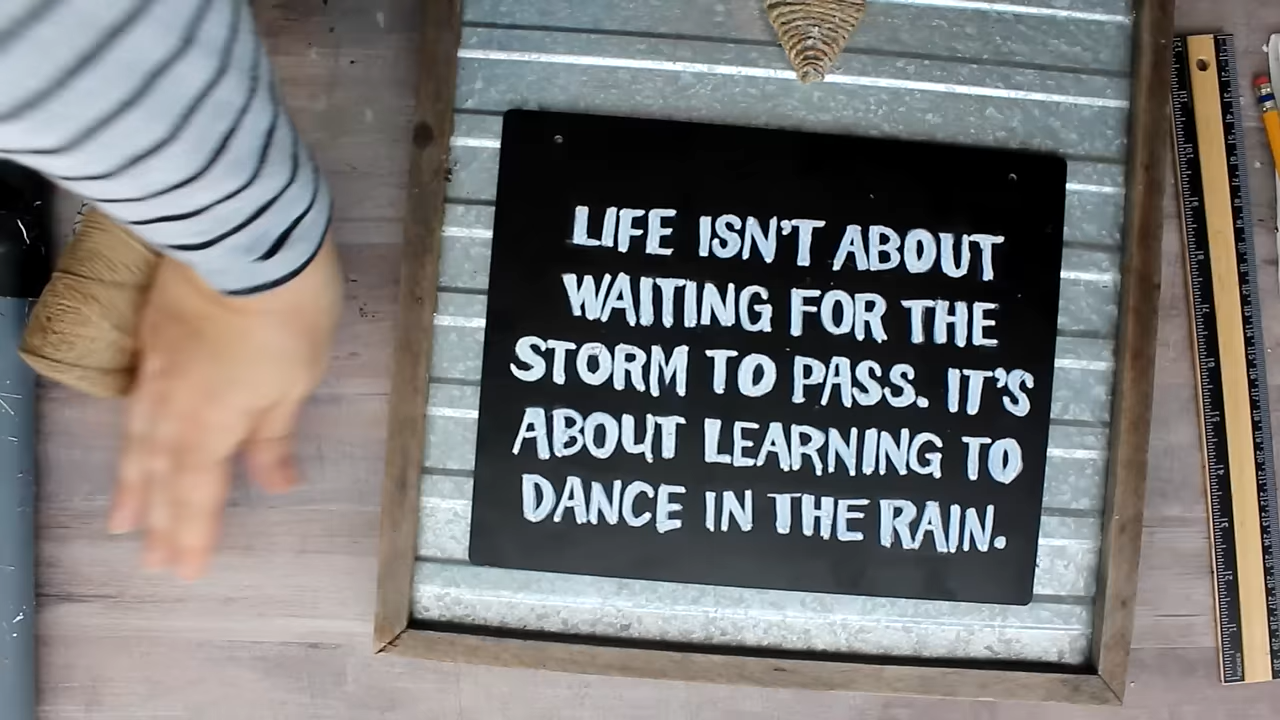 LIFE ISN'T ABOUT
WAITING FOR THE
STORM TO PASS. IT'S
ABOUT LEARNING TO
DANCE IN THE RAIN.